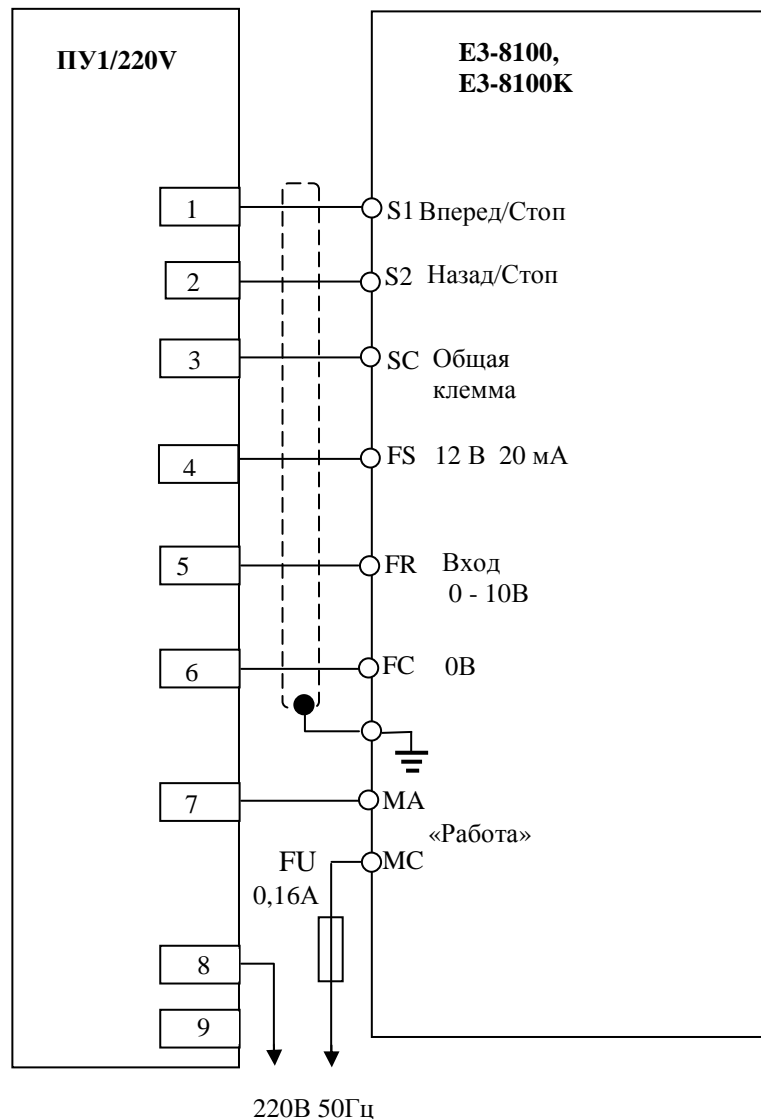 ПУ1/220V
Е3-8100,
Е3-8100К
1
S1 Вперед/Стоп
2
S2 Назад/Стоп
3
SC Общая
клемма
4
FS 12 В 20 мА
5
FR Вход
0 - 10В
6
FC 0В
7
МА
«Работа»
FU
МС
0,16А
8
9
220В 50Гц